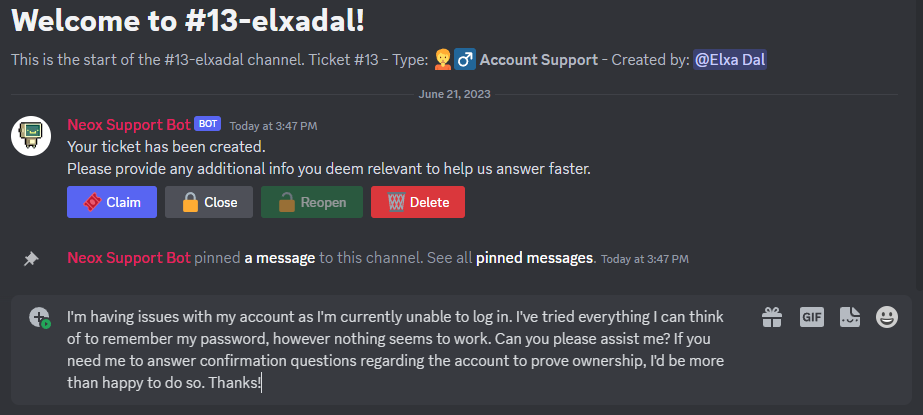 Welcome to #13-elxadal!
This is the start of the #13-elxadal channel. Ticket #13 - Type: 🙋‍♂️ Account Support - Created by: @Elxa Dal
June 21, 2023
Neox Support Bot BOT Today at 3:47 PM
Your ticket has been created.
Please provide any additional info you deem relevant to help us answer faster.
Claim Close Reopen Delete
Neox Support Bot pinned a message to this channel. See all pinned messages. Today at 3:47 PM
I'm having issues with my account as I'm currently unable to log in. I've tried everything I can think
of to remember my password, however nothing seems to work. Can you please assist me? If you
need me to answer confirmation questions regarding the account to prove ownership, I'd be more
than happy to do so. Thanks!
GIF